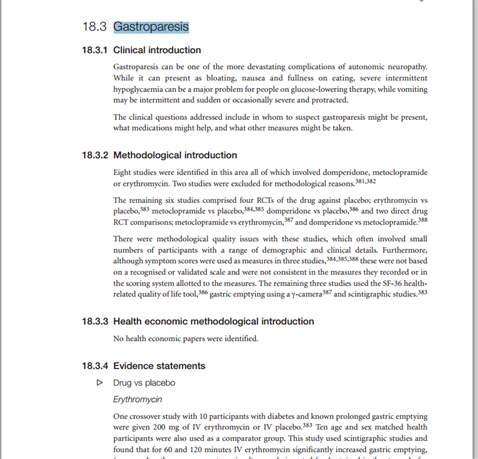 18.3 Gastroparesis
18.3.1 Clinical introduction
Gastroparesis can be one of the more devastating complications of autonomic neuropathy.
While it can present as bloating, nausea and fullness on eating, severe intermittent
hypoglycaemia can be a major problem for people on glucose-lowering therapy, while vomiting
may be intermittent and sudden or occasionally severe and protracted.
The clinical questions addressed include in whom to suspect gastroparesis might be present,
what medications might help, and what other measures might be taken.
18.3.2 Methodological introduction
Eight studies were identified in this area all of which involved domperidone, metoclopramide
or erythromycin. Two studies were excluded for methodological reasons.381,382
The remaining six studies comprised four RCTs of the drug against placebo; erythromycin vs
placebo,383 metoclopramide vs placebo,384,385 domperidone vs placebo,386 and two direct drug
RCT comparisons; metoclopramide vs erythromycin,387 and domperidone vs metoclopramide.388
There were methodological quality issues with these studies, which often involved small
numbers of participants with a range of demographic and clinical details. Furthermore,
although symptom scores were used as measures in three studies,384,385,388 these were not based
on a recognised or validated scale and were not consistent in the measures they recorded or in
the scoring system allotted to the measures. The remaining three studies used the SF-36 health-
related quality of life tool,386 gastric emptying using a γ-camera387 and scintigraphic studies.383
18.3.3 Health economic methodological introduction
No health economic papers were identified.
18.3.4 Evidence statements
▷ Drug vs placebo
Erythromycin
One crossover study with 10 participants with diabetes and known prolonged gastric emptying
were given 200 mg of IV erythromycin or IV placebo.383 Ten age and sex matched health
participants were also used as a comparator group. This study used scintigraphic studies and
found that for 60 and 120 minutes IV erythromycin significantly increased gastric emptying,